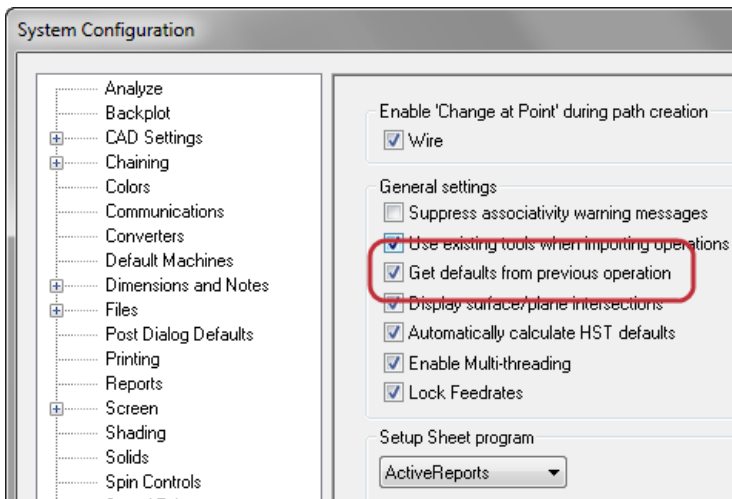 System Configuration
Analyze
Backplot
CAD Settings
Chaining
Colors
Communications
Converters
Default Machines
Dimensions and Notes
Files
Post Dialog Defaults
Printing
Reports
Screen
Shading
Solids
Spin Controls
Enable 'Change at Point' during path creation
Wire
General settings
Suppress associativity warning messages
Use existing tools when importing operations
Get defaults from previous operation
Display surface/plane intersections
Automatically calculate HST defaults
Enable Multi-threading
Lock Feedrates
Setup Sheet program
ActiveReports